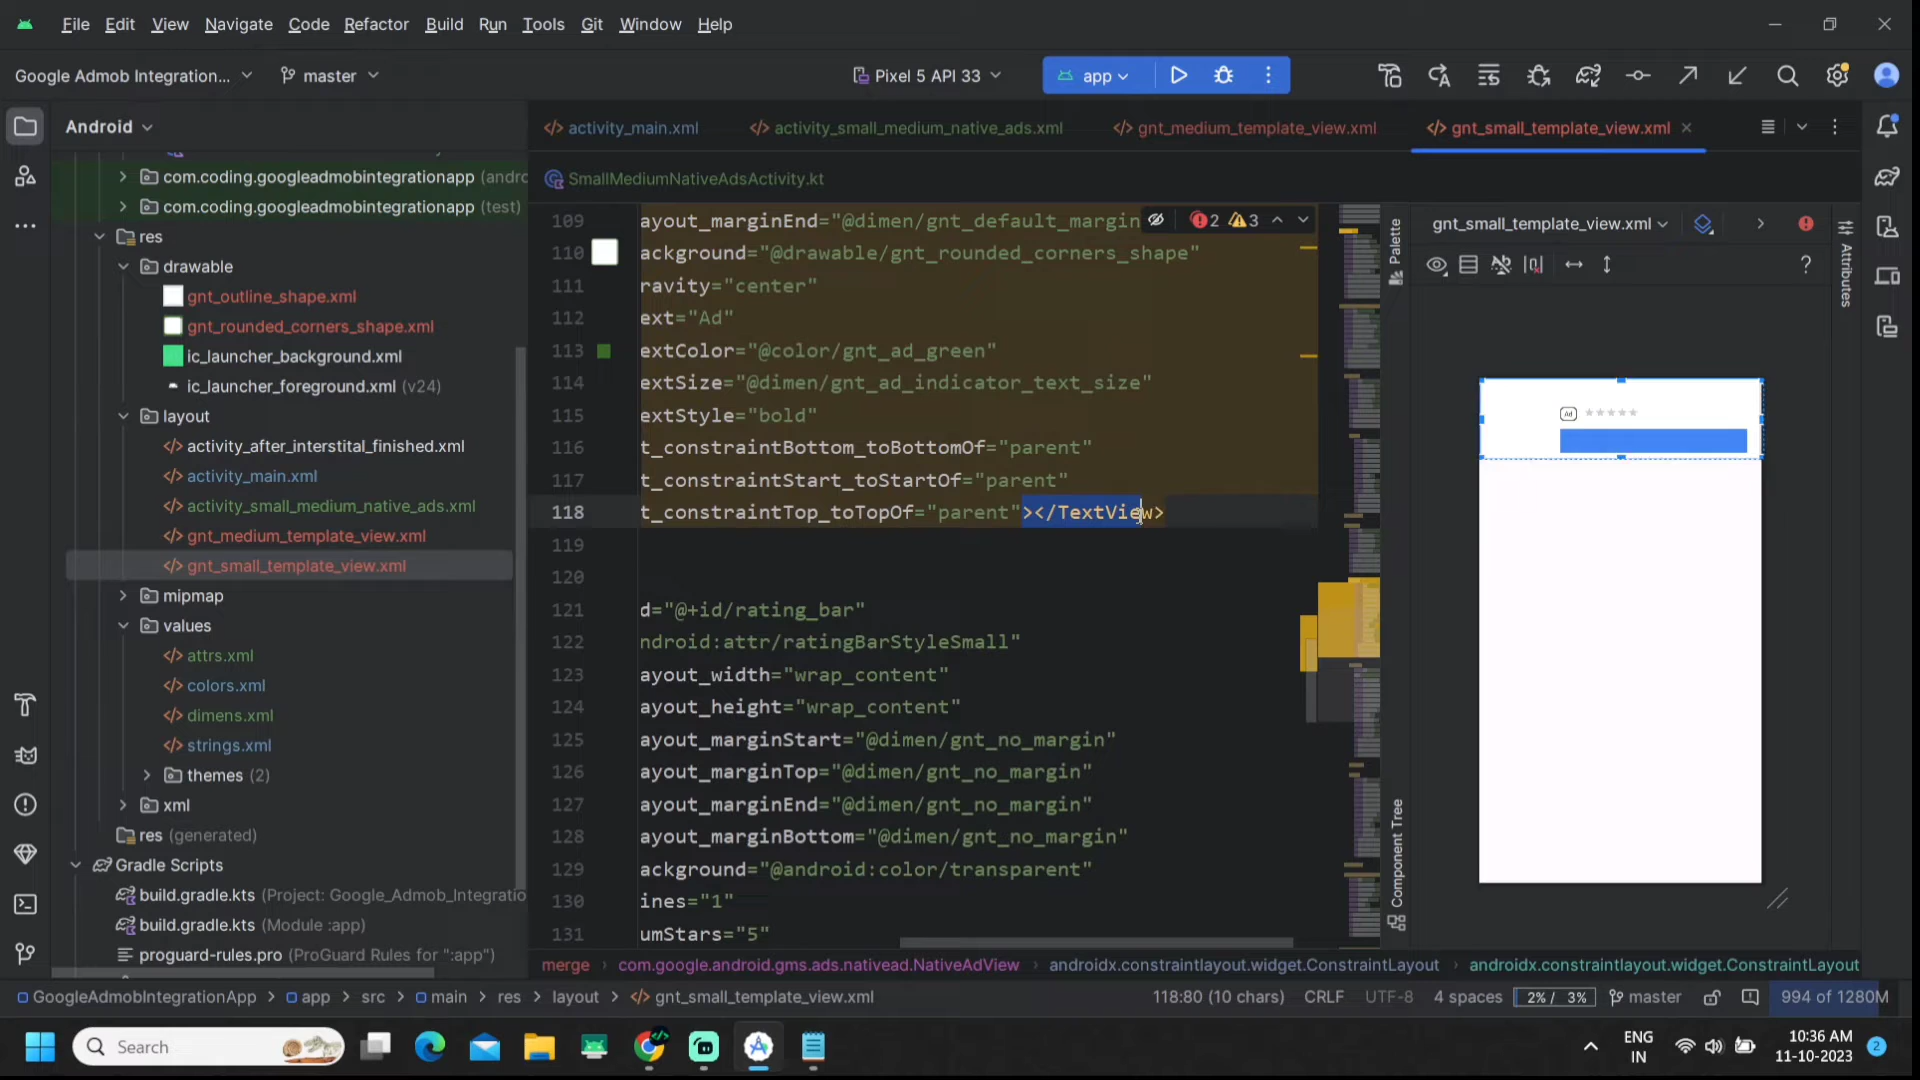 File Edit View Navigate Code Refactor Build Run Tools Git Window Help
Google Admob Integration... master Pixel 5 API 33 app
Android
com.coding.googleadmobintegrationapp (andro
com.coding.googleadmobintegrationapp (test)
res
drawable
gnt_outline_shape.xml
gnt_rounded_corners_shape.xml
ic_launcher_background.xml
ic_launcher_foreground.xml (v24)
layout
activity_after_interstital_finished.xml
activity_main.xml
activity_small_medium_native_ads.xml
gnt_medium_template_view.xml
gnt_small_template_view.xml
mipmap
values
attrs.xml
colors.xml
dimens.xml
strings.xml
themes (2)
xml
res (generated)
Gradle Scripts
build.gradle.kts (Project: Google_Admob_Integratio
build.gradle.kts (Module :app)
proguard-rules.pro (ProGuard Rules for ":app")
activity_main.xml activity_small_medium_native_ads.xml gnt_medium_template_view.xml gnt_small_template_view.xml
SmallMediumNativeAdsActivity.kt
2 3
109 ayout_marginEnd="@dimen/gnt_default_margin
110 ackground="@drawable/gnt_rounded_corners_shape"
111 ravity="center"
112 ext="Ad"
113 extColor="@color/gnt_ad_green"
114 extSize="@dimen/gnt_ad_indicator_text_size"
115 extStyle="bold"
116 t_constraintBottom_toBottomOf="parent"
117 t_constraintStart_toStartOf="parent"
118 t_constraintTop_toTopOf="parent"></TextView>
119
120
121 d="@+id/rating_bar"
122 ndroid:attr/ratingBarStyleSmall"
123 ayout_width="wrap_content"
124 ayout_height="wrap_content"
125 ayout_marginStart="@dimen/gnt_no_margin"
126 ayout_marginTop="@dimen/gnt_no_margin"
127 ayout_marginEnd="@dimen/gnt_no_margin"
128 ayout_marginBottom="@dimen/gnt_no_margin"
129 ackground="@android:color/transparent"
130 ines="1"
131 umStars="5"
Palette
Component Tree
gnt_small_template_view.xml
?
Attributes
Ad
merge com.google.android.gms.ads.nativead.NativeAdView androidx.constraintlayout.widget.ConstraintLayout androidx.constraintlayout.widget.ConstraintLayout
GoogleAdmobIntegrationApp app src main res layout gnt_small_template_view.xml 118:80 (10 chars) CRLF UTF-8 4 spaces 2% / 3% master 994 of 1280M
Search
ENG
IN
10:36 AM
11-10-2023
2